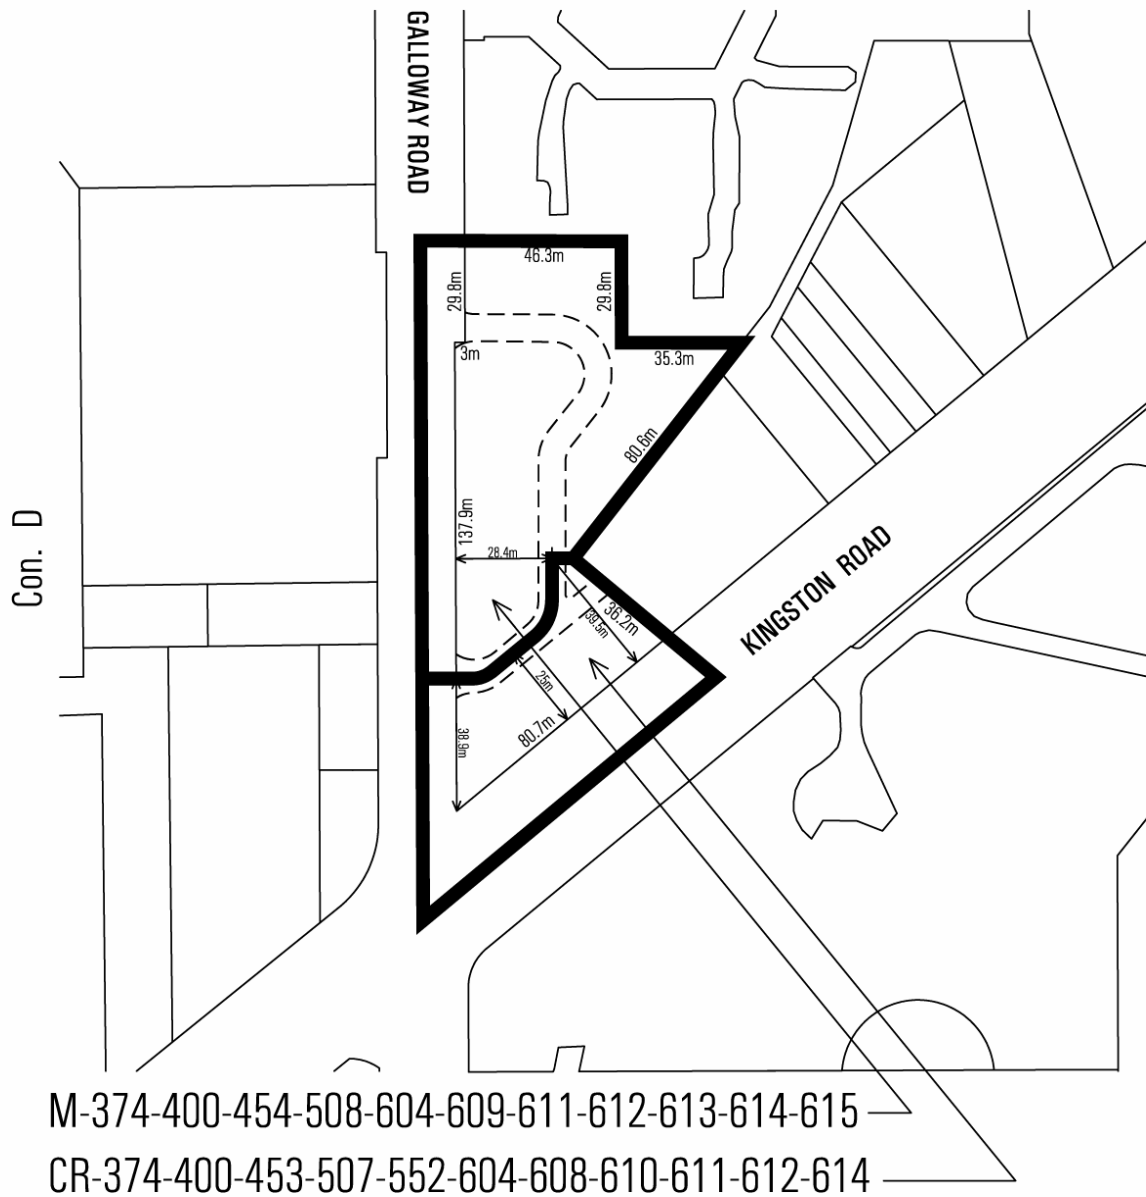 GALLOWAY ROAD
46.3m
29.8m
29.8m
3m
35.3m
80.6m
137.9m
28.4m
Con. D
KINGSTON ROAD
36.2m
39.5m
25m
80.7m
38.9m
M-374-400-454-508-604-609-611-612-613-614-615
CR-374-400-453-507-552-604-608-610-611-612-614